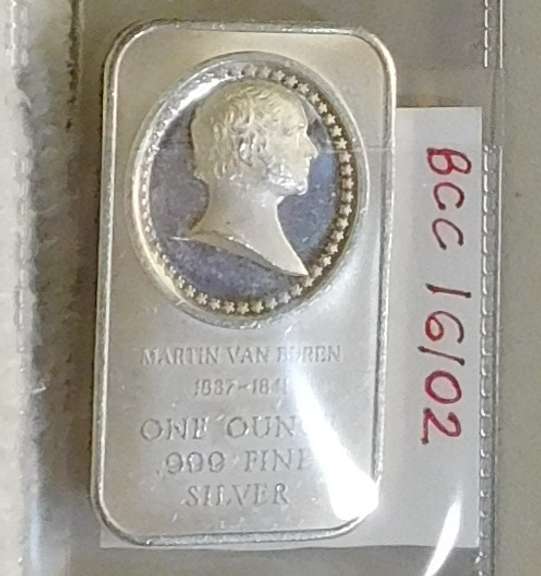 MARTIN VAN BUREN
1837-1841
ONE OUNCE
.999 FINE
SILVER
BCC 16/02